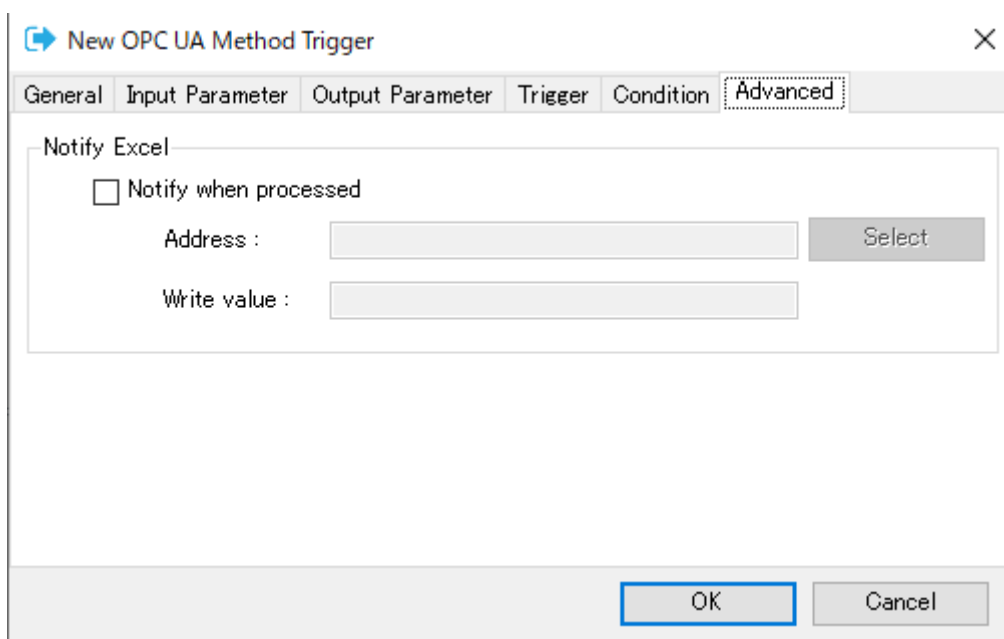 New OPC UA Method Trigger
General Input Parameter Output Parameter Trigger Condition Advanced
Notify Excel
Notify when processed
Address : Select
Write value :
OK Cancel